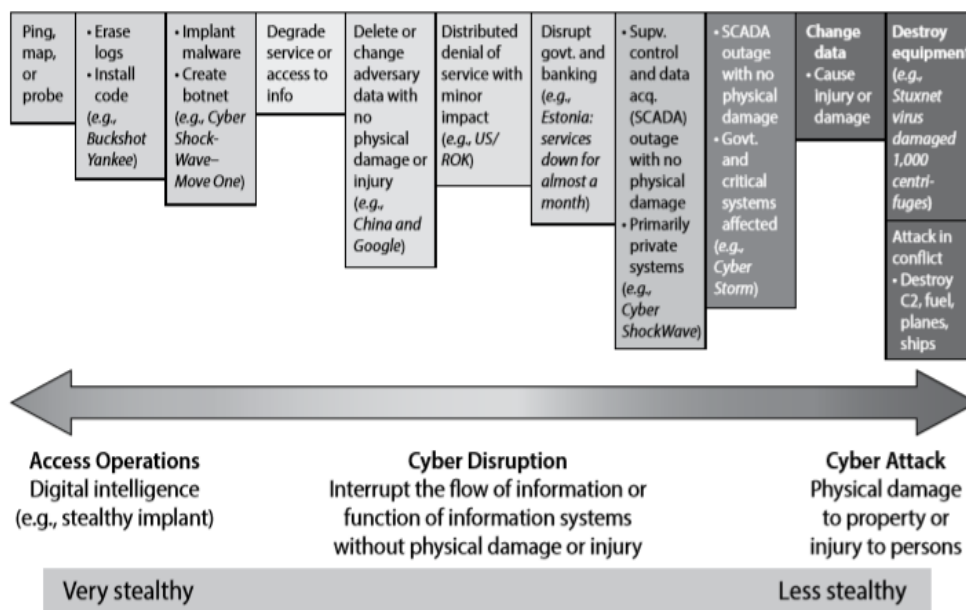 Ping,
map,
or
probe
• Erase
logs
• Install
code
(e.g.,
Buckshot
Yankee)
• Implant
malware
• Create
botnet
(e.g., Cyber
Shock-
Wave–
Move One)
Degrade
service or
access to
info
Delete or
change
adversary
data with
no
physical
damage or
injury
(e.g.,
China and
Google)
Distributed
denial of
service with
minor
impact
(e.g., US/
ROK)
Disrupt
govt. and
banking
(e.g.,
Estonia:
services
down for
almost a
month)
• Supv.
control
and data
acq.
(SCADA)
outage
with no
physical
damage
• Primarily
private
systems
(e.g.,
Cyber
ShockWave)
• SCADA
outage
with no
physical
damage
• Govt.
and
critical
systems
affected
(e.g.,
Cyber
Storm)
Change
data
• Cause
injury or
damage
Destroy
equipment
(e.g.,
Stuxnet
virus
damaged
1,000
centri-
fuges)
Attack in
conflict
• Destroy
C2, fuel,
planes,
ships
Access Operations
Digital intelligence
(e.g., stealthy implant)
Cyber Disruption
Interrupt the flow of information or
function of information systems
without physical damage or injury
Cyber Attack
Physical damage
to property or
injury to persons
Very stealthy
Less stealthy